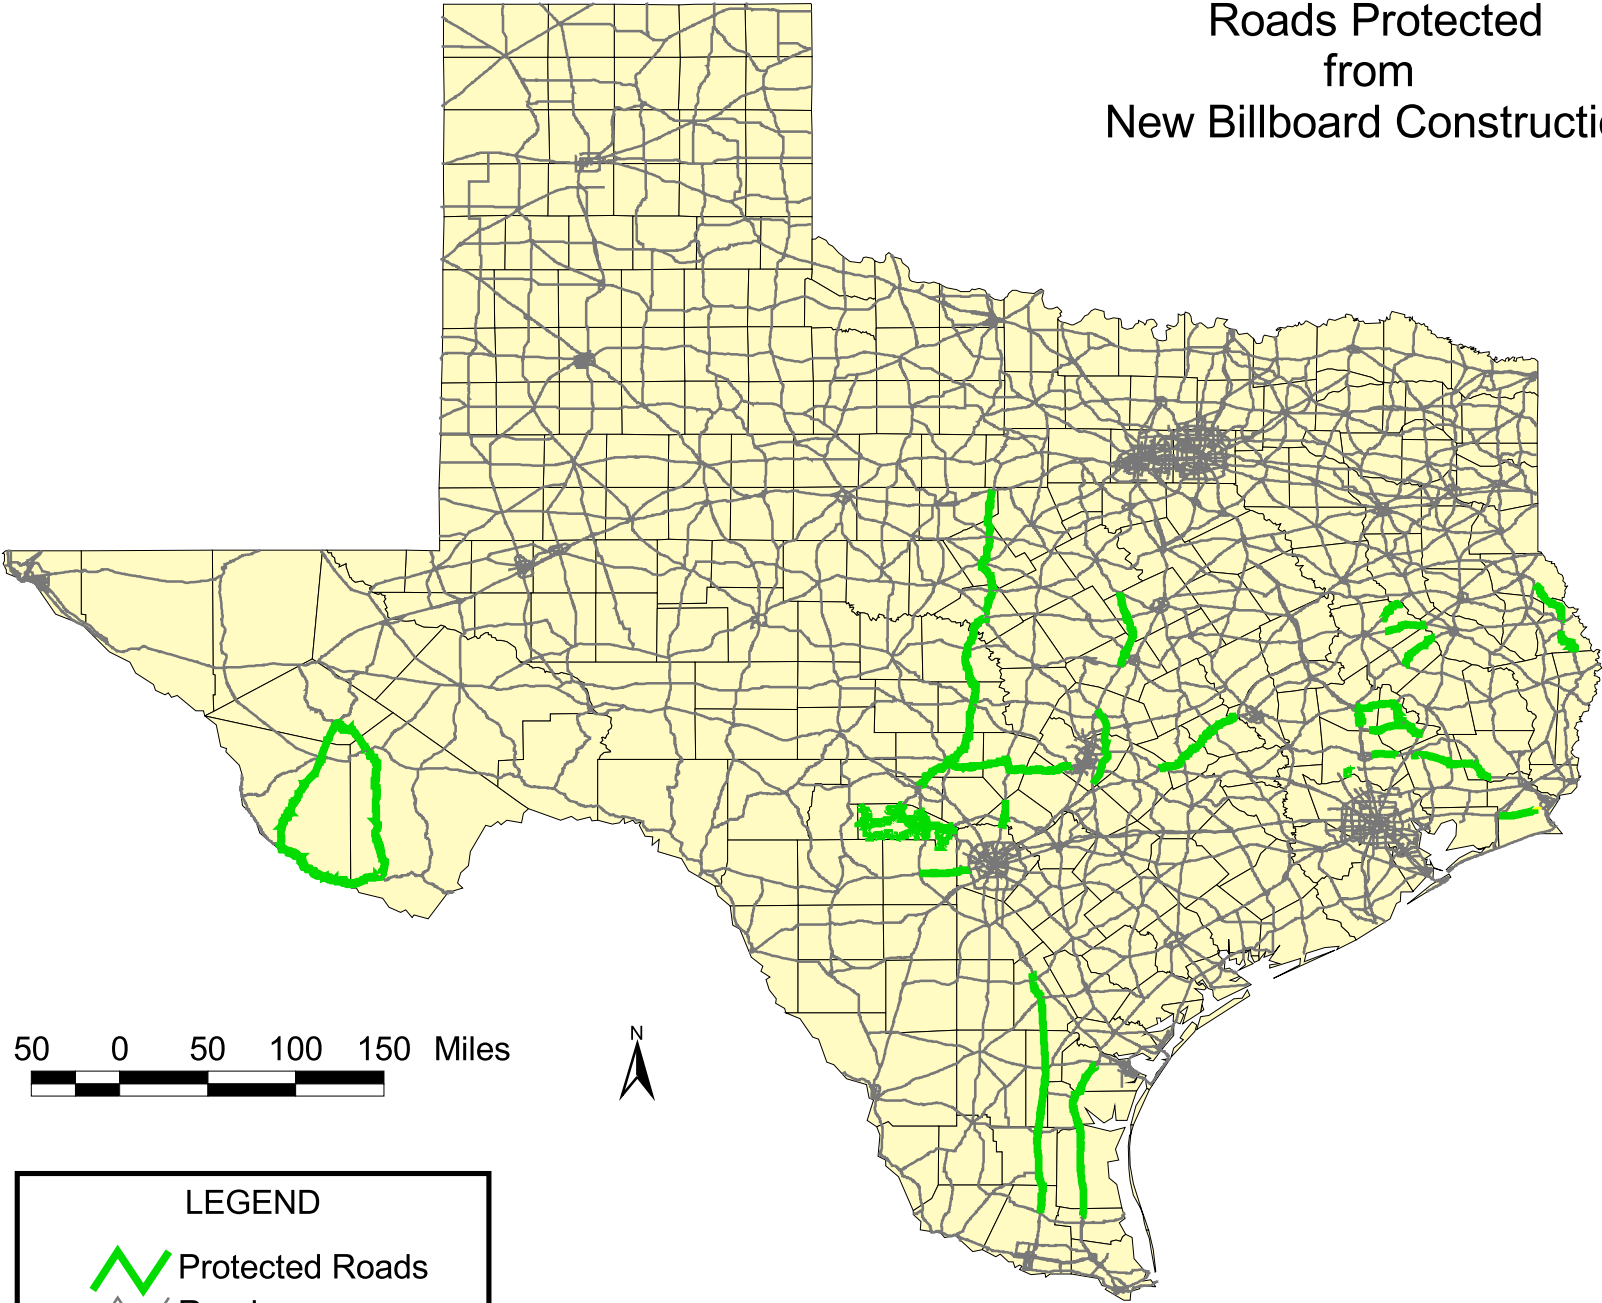 Roads Protected
from
New Billboard Constructi
N
50 0 50 100 150 Miles
LEGEND
Protected Roads